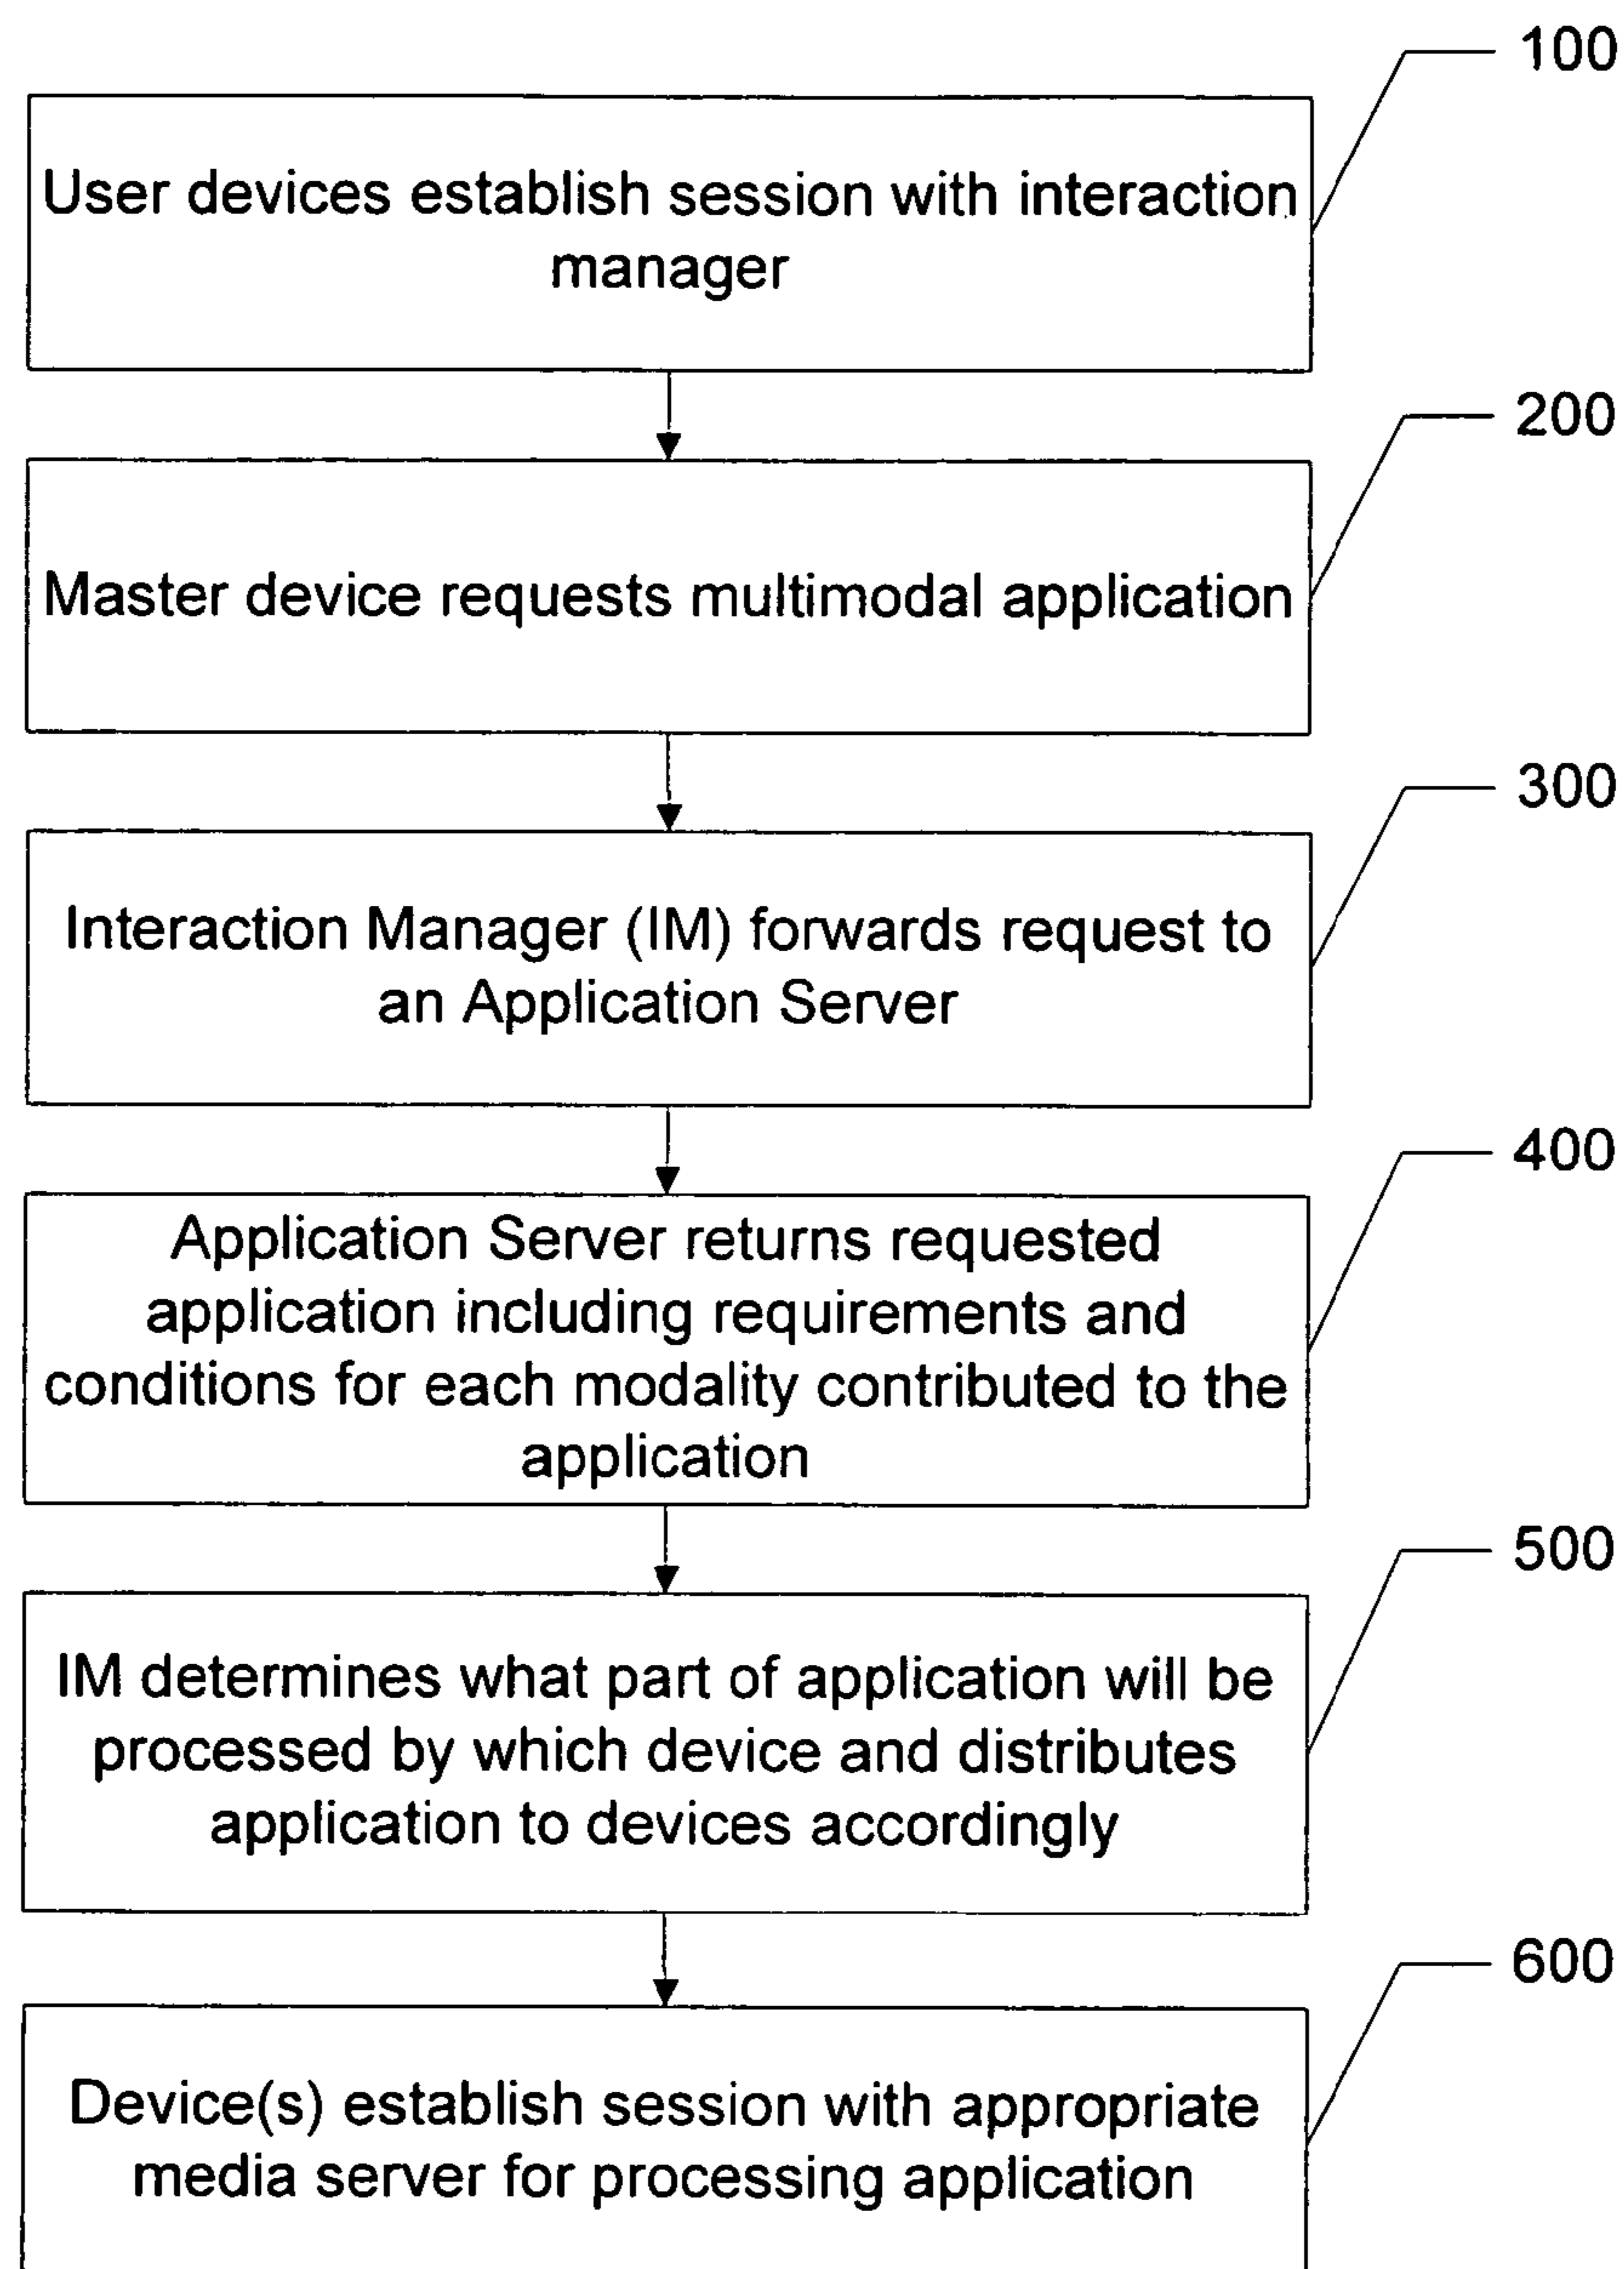 100
User devices establish session with interaction
manager
200
Master device requests multimodal application
300
Interaction Manager (IM) forwards request to
an Application Server
400
Application Server returns requested
application including requirements and
conditions for each modality contributed to the
application
500
IM determines what part of application will be
processed by which device and distributes
application to devices accordingly
600
Device(s) establish session with appropriate
media server for processing application